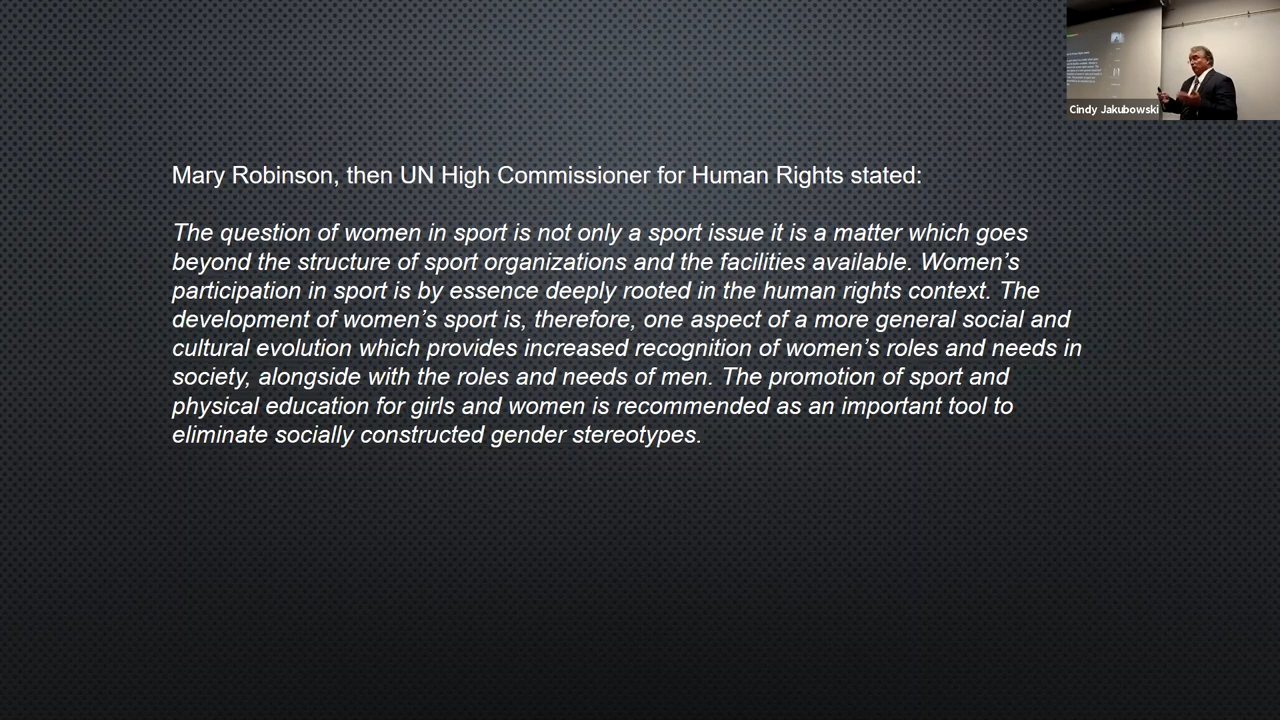 Cindy Jakubowski
Mary Robinson, then UN High Commissioner for Human Rights stated:
The question of women in sport is not only a sport issue it is a matter which goes
beyond the structure of sport organizations and the facilities available. Women’s
participation in sport is by essence deeply rooted in the human rights context. The
development of women’s sport is, therefore, one aspect of a more general social and
cultural evolution which provides increased recognition of women’s roles and needs in
society, alongside with the roles and needs of men. The promotion of sport and
physical education for girls and women is recommended as an important tool to
eliminate socially constructed gender stereotypes.